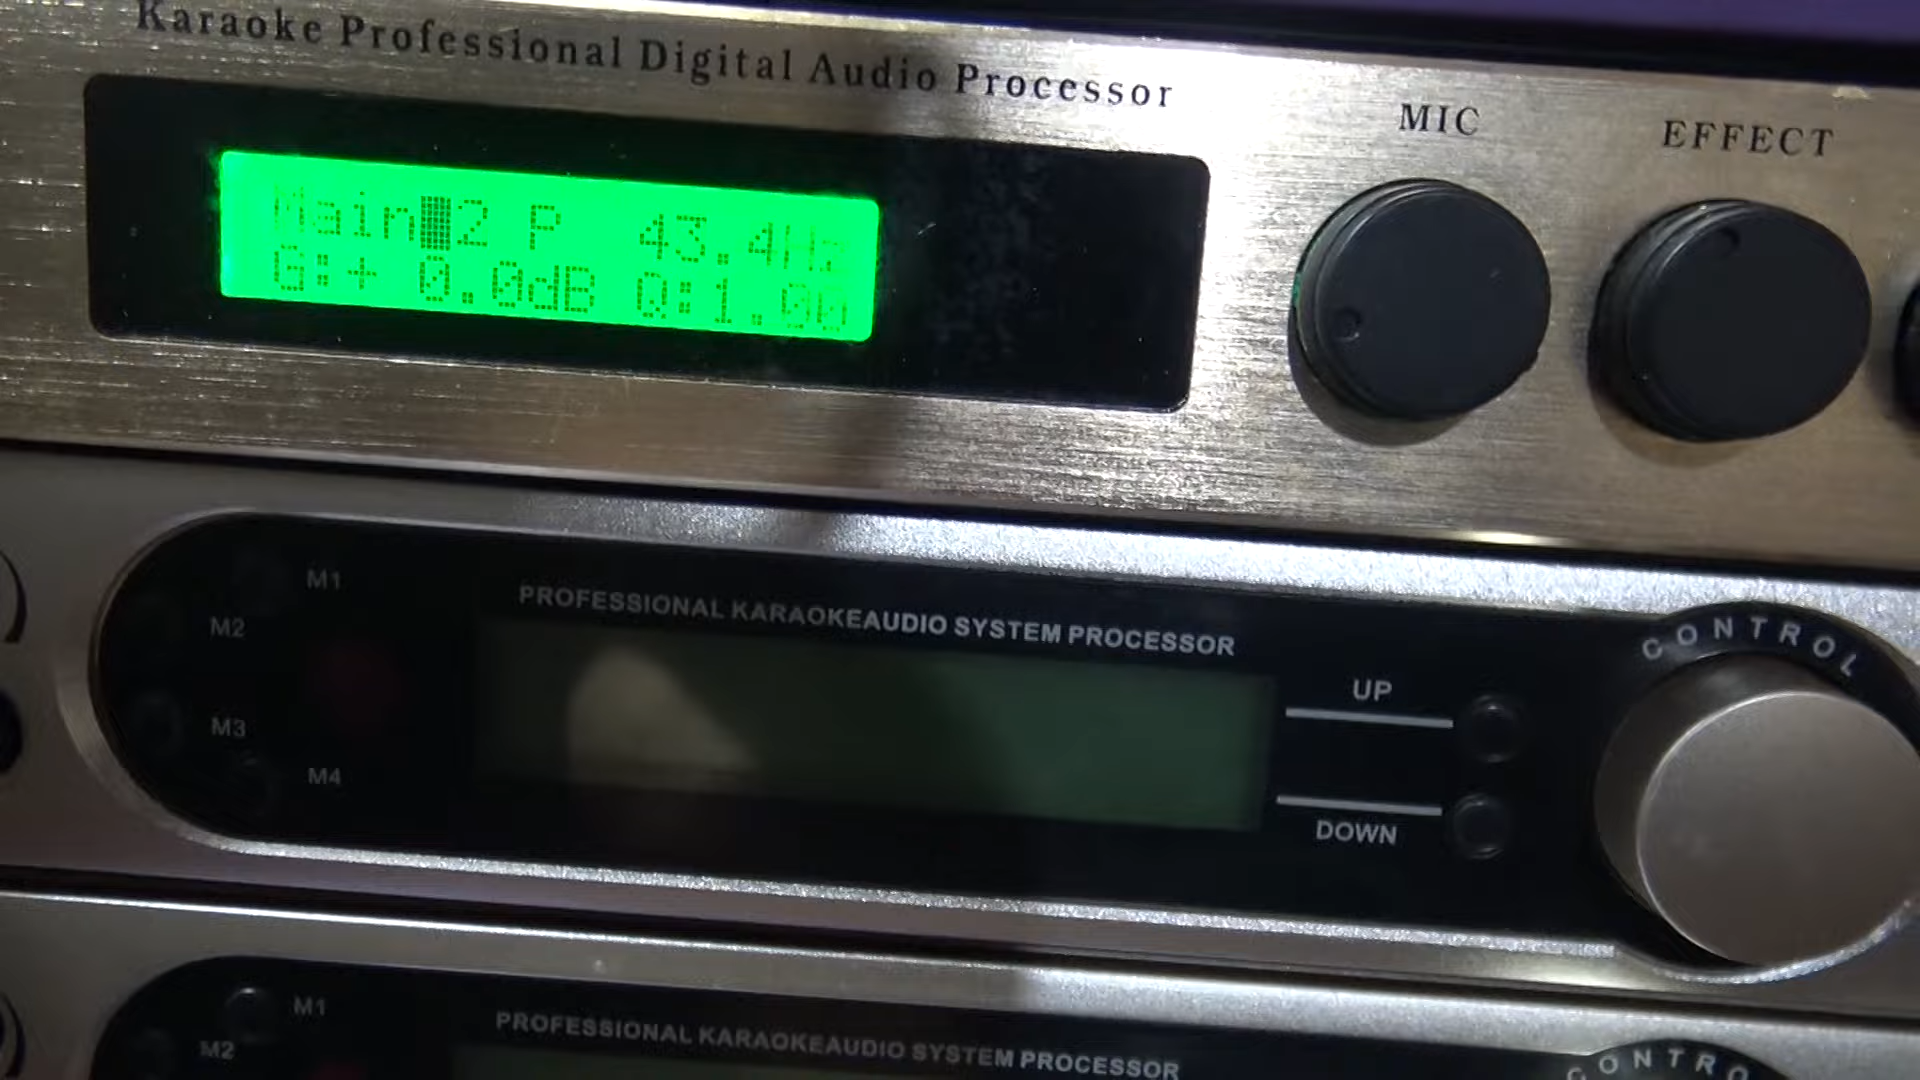 Karaoke Professional Digital Audio Processor
MIC
EFFECT
Main 2 P 43.4Hz
G:+ 0.0dB Q:1.00
M1
M2
M3
M4
PROFESSIONAL KARAOKEAUDIO SYSTEM PROCESSOR
UP
DOWN
CONTROL
M1
M2
PROFESSIONAL KARAOKEAUDIO SYSTEM PROCESSOR
CONTRO